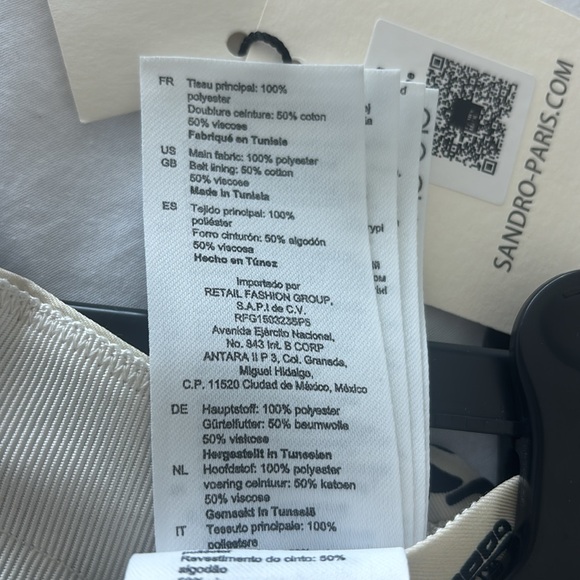 FR Tissu principal: 100%
polyester
Doublure ceinture: 50% coton
50% viscose
Fabriqué en Tunisie
US
GB
Main fabric: 100% polyester
Belt lining: 50% cotton
50% viscose
Made in Tunisia
ES Tejido principal: 100%
poliéster
Forro cinturón: 50% algodón
50% viscosa
Hecho en Túnez
Importado por
RETAIL FASHION GROUP,
S.A.P.I de C.V.
RFG1503235P5
Avenida Ejército Nacional,
No. 843 Int. B CORP
ANTARA II P 3, Col. Granada,
Miguel Hidalgo,
C.P. 11520 Ciudad de México, México
DE Hauptstoff: 100% polyester
Gürtelfutter: 50% baumwolle
50% viskose
Hergestellt in Tunesien
NL Hoofdstof: 100% polyester
voering ceintuur: 50% katoen
50% viscose
Gemaakt in Tunesië
IT Tessuto principale: 100%
poliestere
Revestimento do cinto: 50%
algodão
SANDRO-PARIS.COM